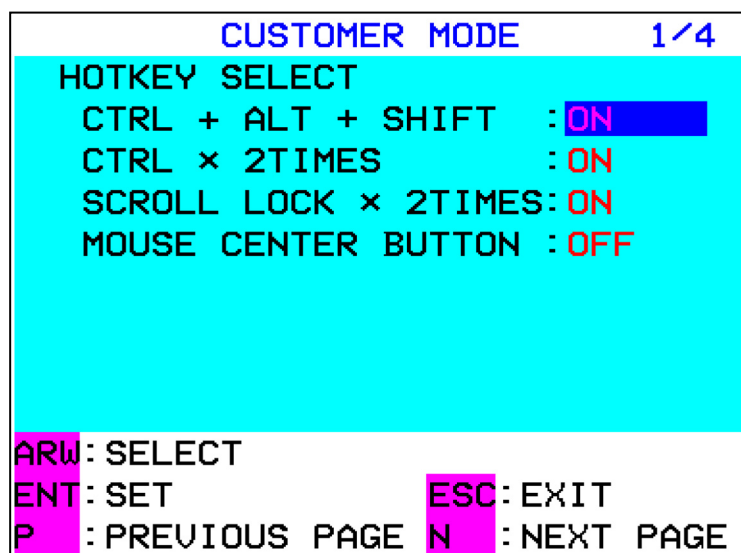 CUSTOMER MODE 1/4
HOTKEY SELECT
CTRL + ALT + SHIFT :ON
CTRL × 2TIMES :ON
SCROLL LOCK × 2TIMES:ON
MOUSE CENTER BUTTON :OFF
ARW:SELECT
ENT:SET ESC:EXIT
P :PREVIOUS PAGE N :NEXT PAGE